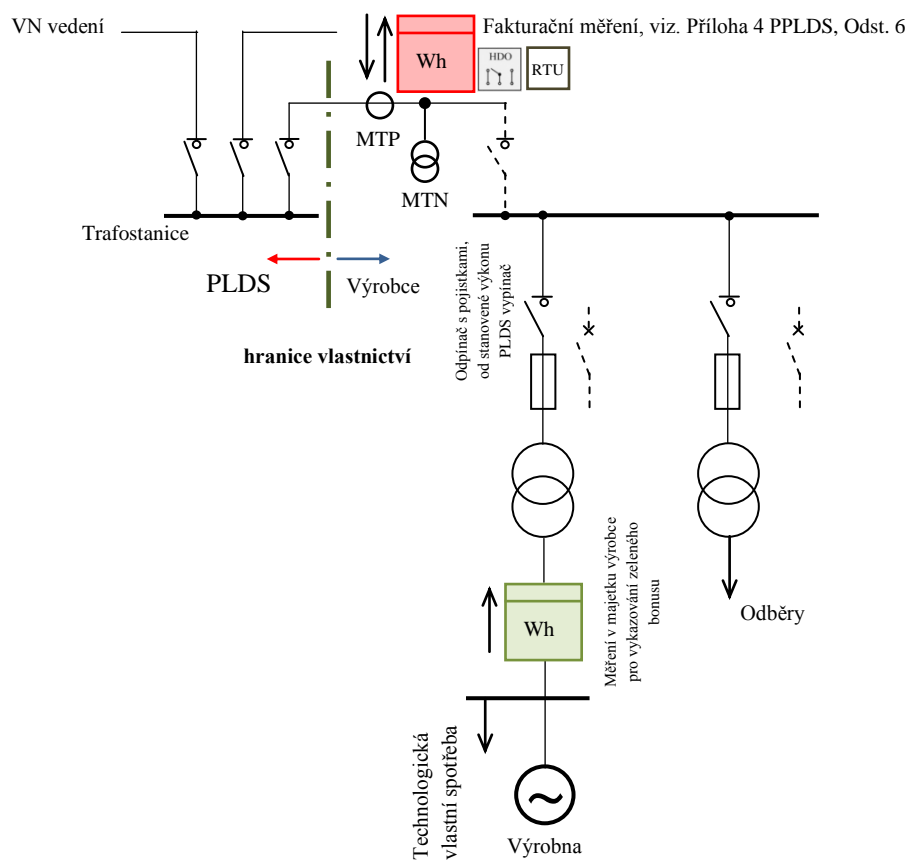 VN vedení
Fakturační měření, viz. Příloha 4 PPLDS, Odst. 6
Wh
HDO
RTU
MTP
MTN
Trafostanice
PLDS
Výrobce
hranice vlastnictví
Odpínač s pojistkami,
od stanovené výkonu
PLDS vypínač
Wh
Měření v majetku výrobce
pro vykazování zeleného
bonusu
Odběry
Technologická
vlastní spotřeba
Výrobna